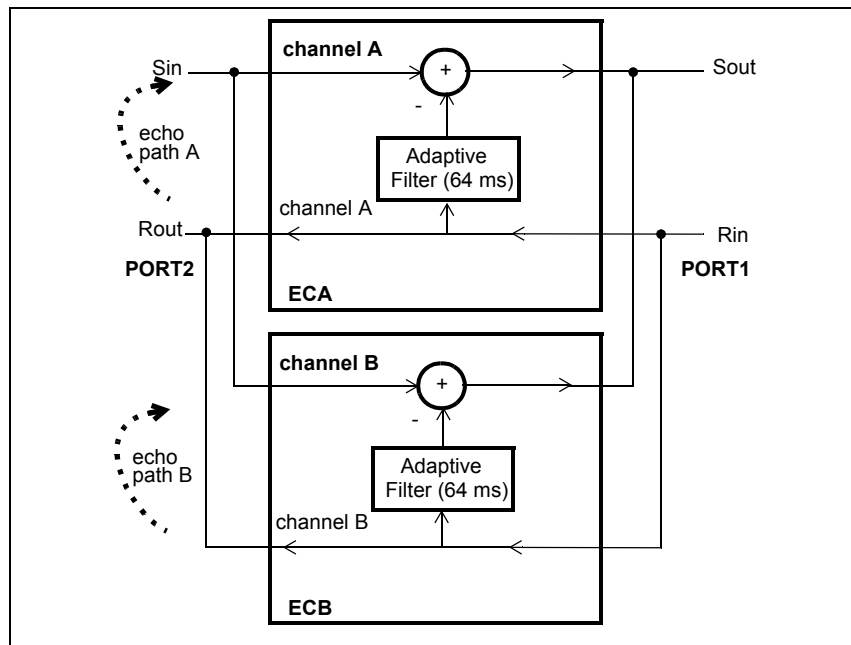 channel A
Sin
+
Sout
-
echo
path A
Adaptive
Filter (64 ms)
channel A
Rout
Rin
PORT2
PORT1
ECA
channel B
+
-
echo
path B
Adaptive
Filter (64 ms)
channel B
ECB